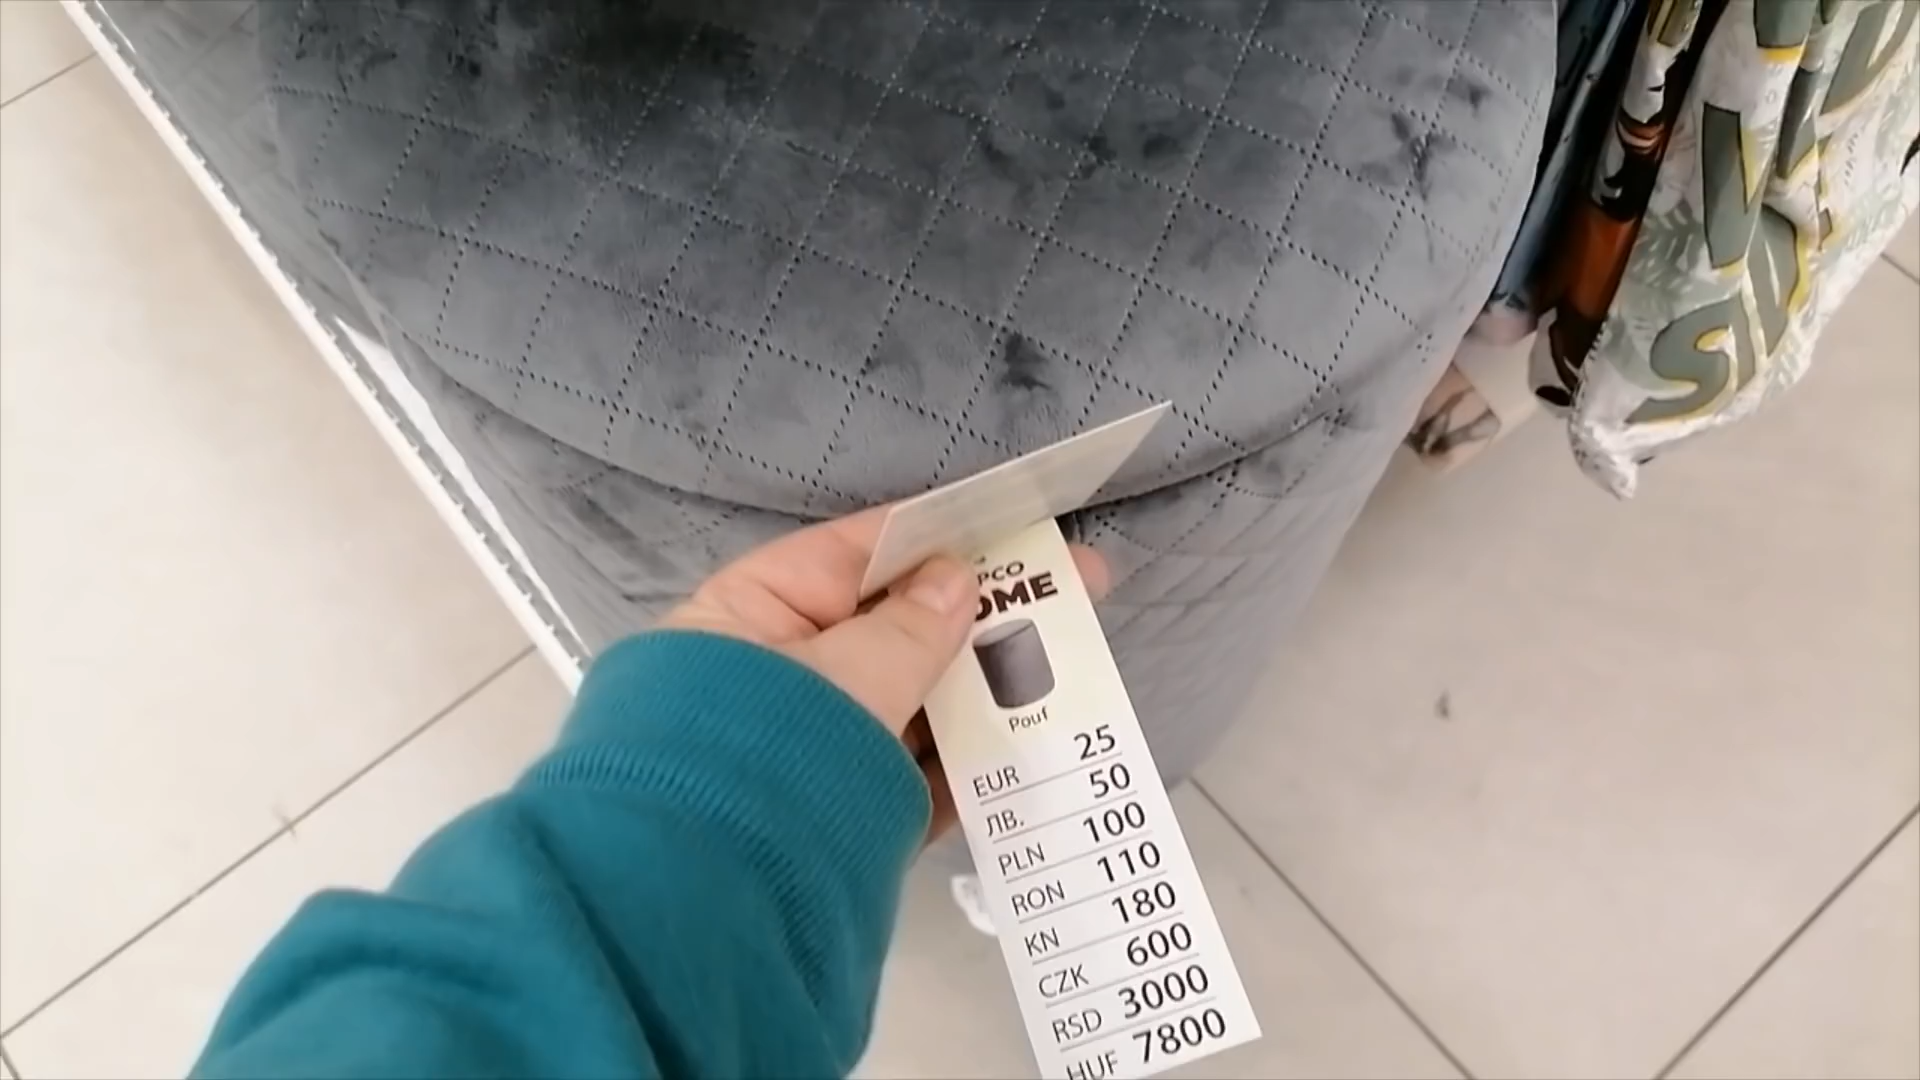 PCO
OME
Pouf
EUR 25
ЛВ. 50
PLN 100
RON 110
KN 180
CZK 600
RSD 3000
HUF 7800